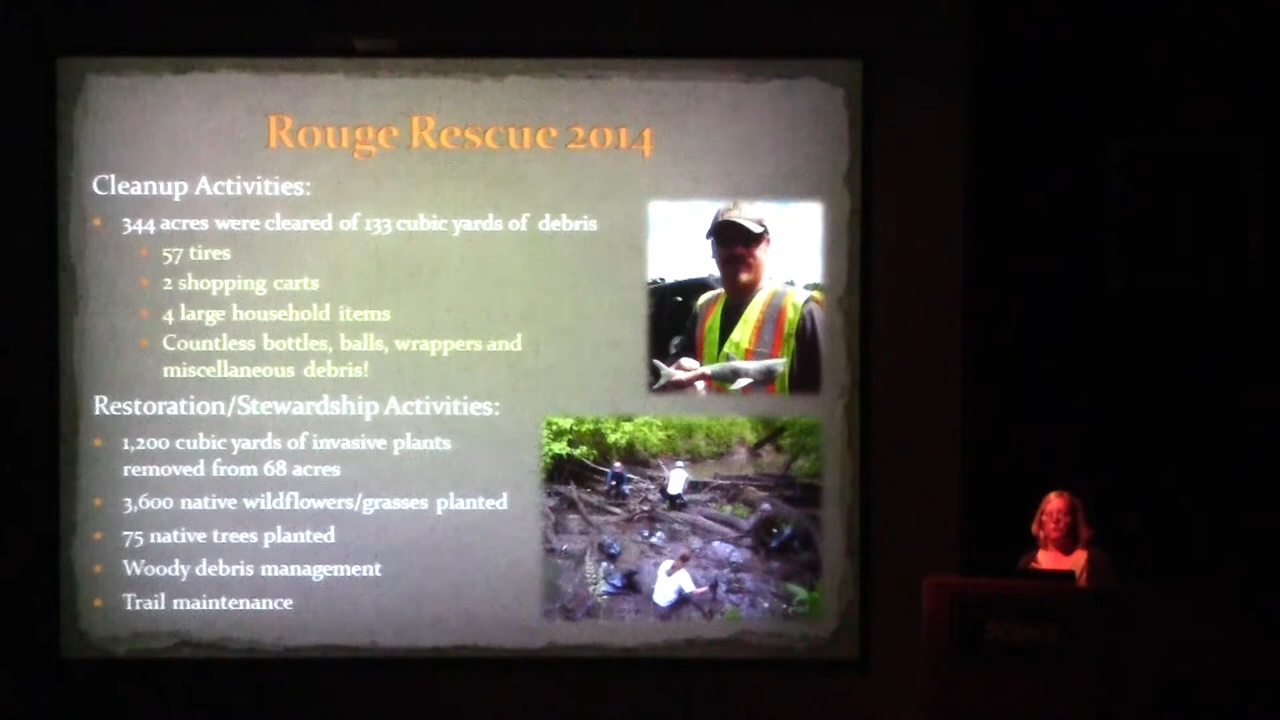 Rouge Rescue 2014
Cleanup Activities:
344 acres were cleared of 133 cubic yards of debris
57 tires
2 shopping carts
4 large household items
Countless bottles, balls, wrappers and
miscellaneous debris!
Restoration/Stewardship Activities:
1,200 cubic yards of invasive plants
removed from 68 acres
3,600 native wildflowers/grasses planted
75 native trees planted
Woody debris management
Trail maintenance